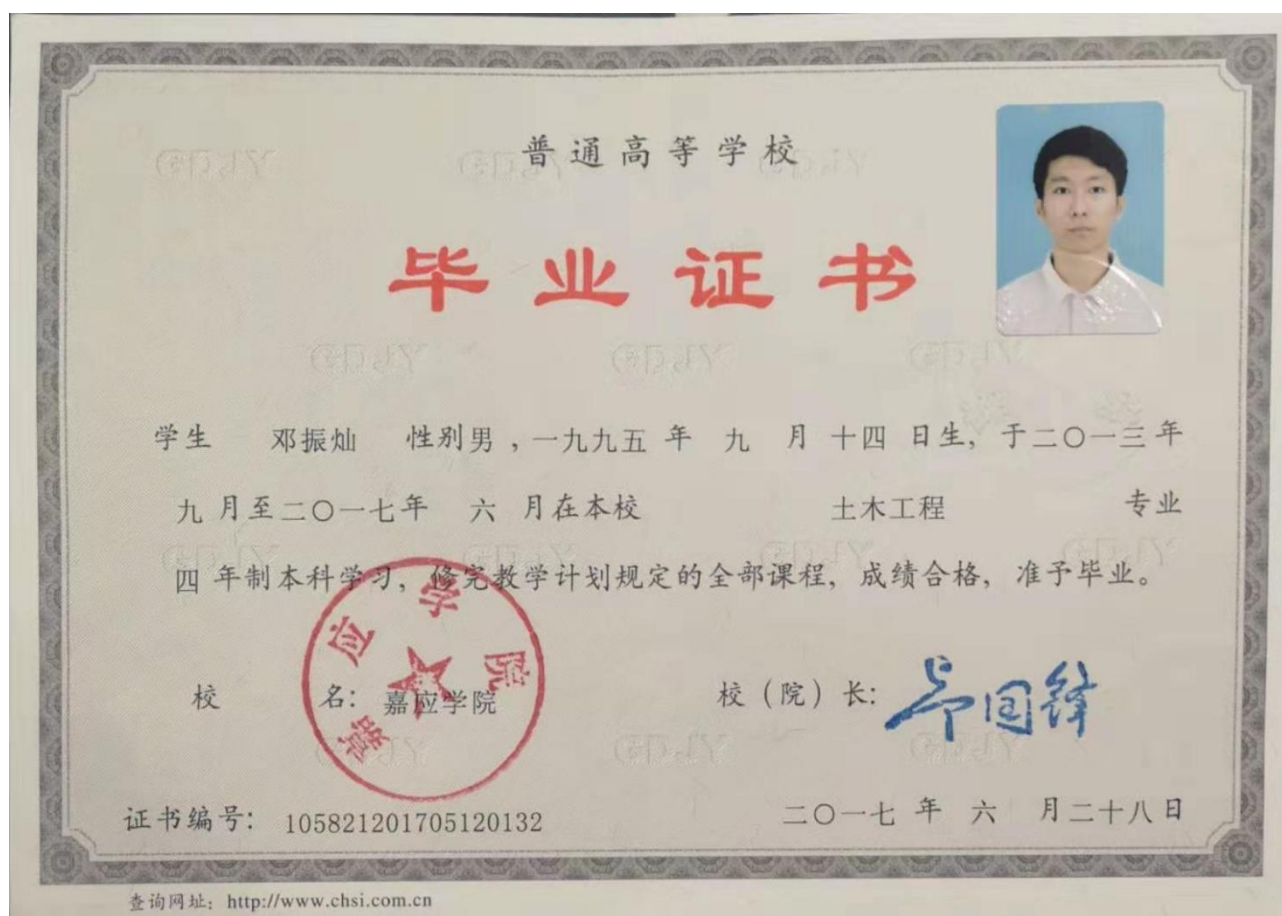 普通高等学校
毕业证书
学生 邓振灿 性别男，一九九五 年 九 月 十四 日生，于二〇一三年
九月至二〇一七年 六 月在本校 土木工程 专业
四 年制本科学习，修完教学计划规定的全部课程，成绩合格，准予毕业。
校 名：嘉应学院
嘉应学院
校（院）长：
证书编号：105821201705120132
二〇一七 年 六 月二十八日
查询网址：http://www.chsi.com.cn